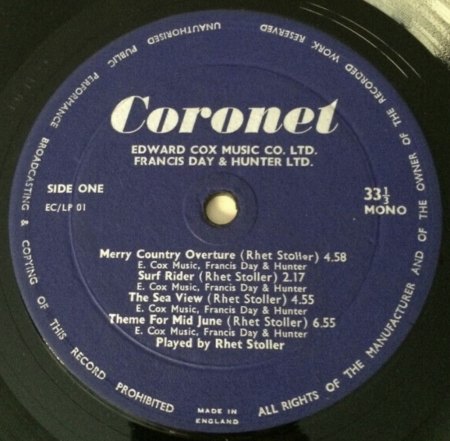 Coronet
EDWARD COX MUSIC CO. LTD.
FRANCIS DAY & HUNTER LTD.
SIDE ONE
EC/LP 01
33⅓
MONO
Merry Country Overture (Rhet Stoller) 4.58
E. Cox Music, Francis Day & Hunter
Surf Rider (Rhet Stoller) 2.17
E. Cox Music, Francis Day & Hunter
The Sea View (Rhet Stoller) 4.55
E. Cox Music, Francis Day & Hunter
Theme For Mid June (Rhet Stoller) 6.55
E. Cox Music, Francis Day & Hunter
Played by Rhet Stoller
MADE IN
ENGLAND
ALL RIGHTS OF THE MANUFACTURER AND OF THE OWNER OF THE RECORDED WORK RESERVED
UNAUTHORISED PUBLIC PERFORMANCE BROADCASTING & COPYING OF THIS RECORD PROHIBITED